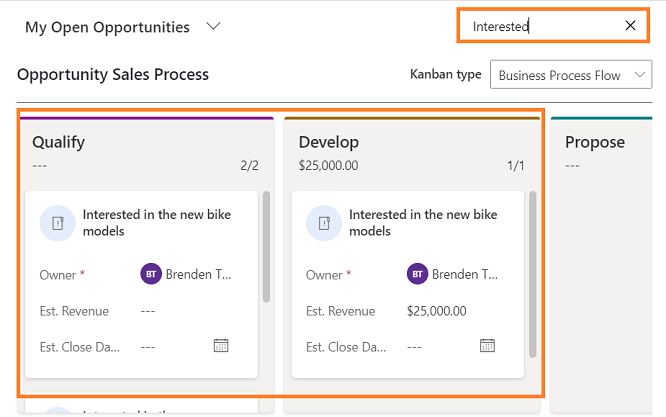 My Open Opportunities
Interested
Opportunity Sales Process
Kanban type
Business Process Flow
Qualify
---
2/2
Interested in the new bike
models
Owner *
BT
Brenden T...
Est. Revenue
---
Est. Close Da...
---
Develop
$25,000.00
1/1
Interested in the new bike
models
Owner *
BT
Brenden T...
Est. Revenue
$25,000.00
Est. Close Da...
---
Propose
---